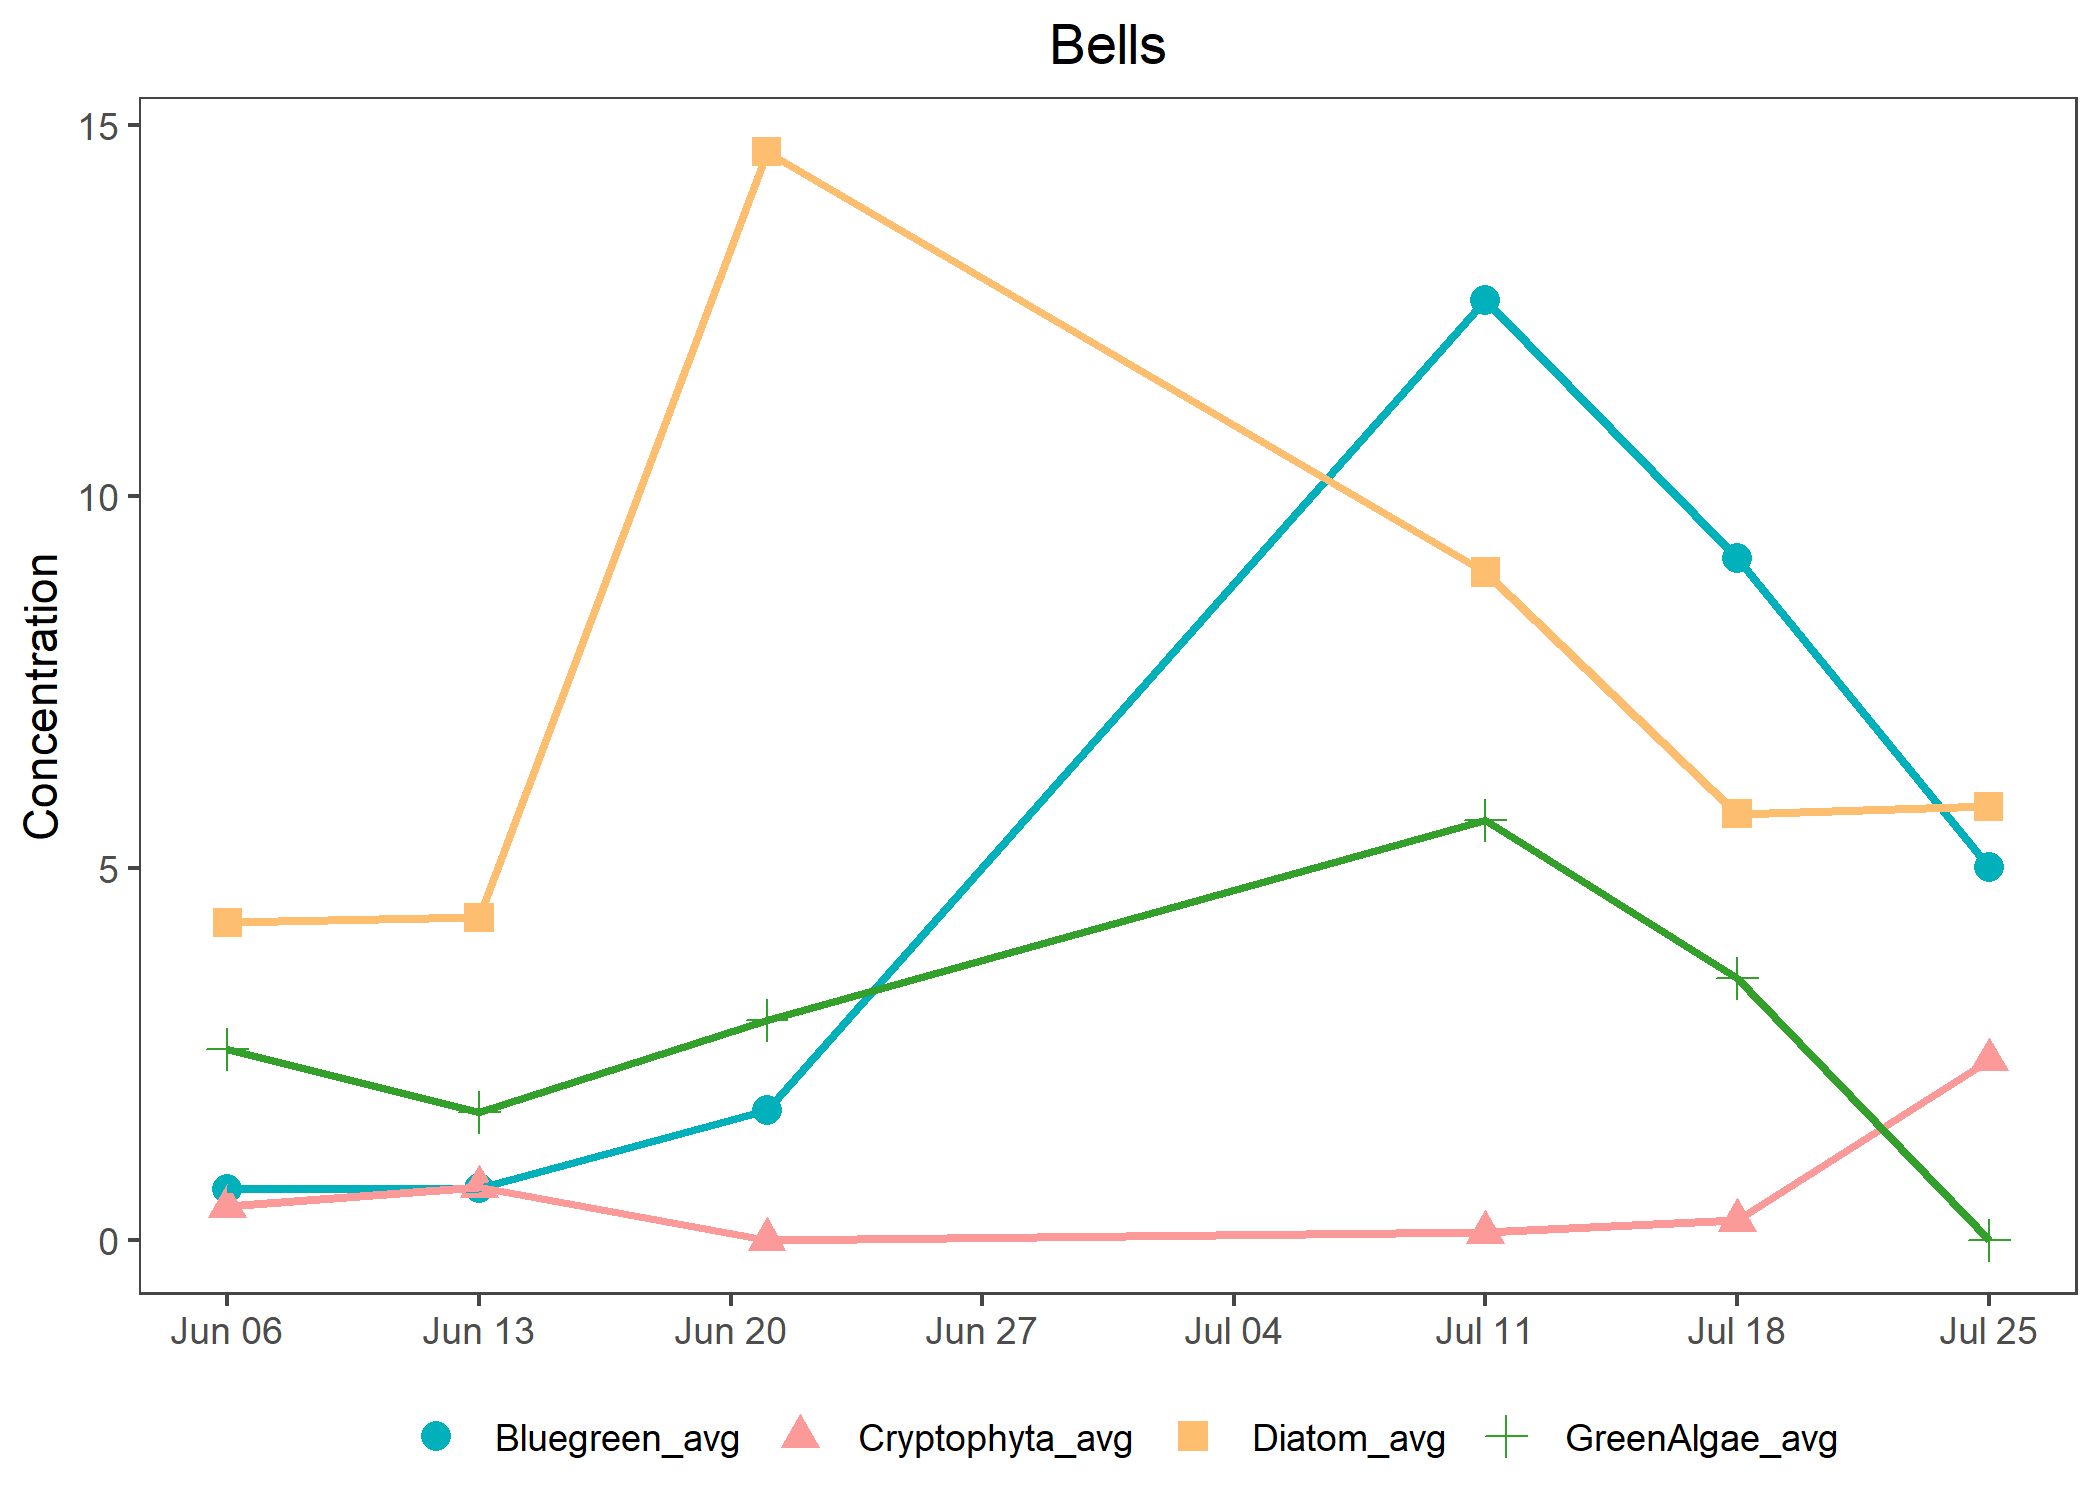 Bells
15
10
5
0
Concentration
Jun 06 Jun 13 Jun 20 Jun 27 Jul 04 Jul 11 Jul 18 Jul 25
Bluegreen_avg Cryptophyta_avg Diatom_avg GreenAlgae_avg